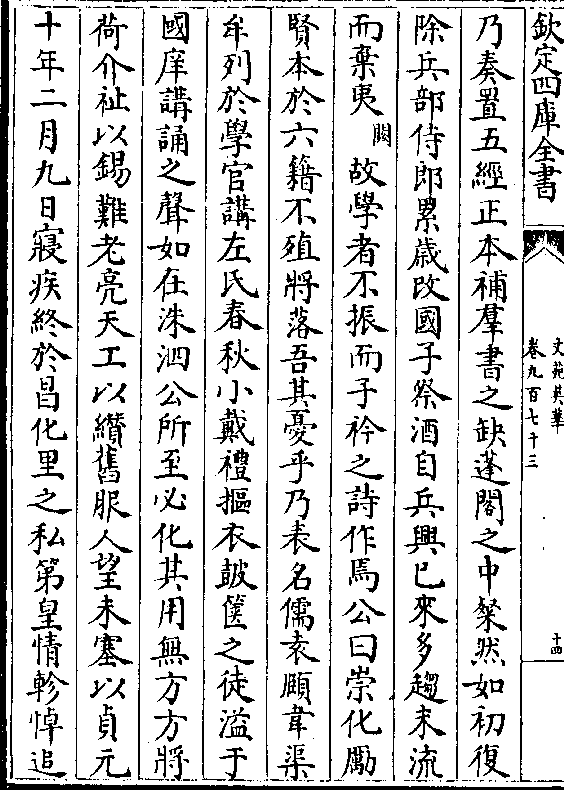 欽定四庫全書
文苑英華
卷九百七十三
十四
乃奏置五經正本補羣書之缺蓬閣之中粲然如初復
除兵部侍郎累歲改國子祭酒自兵興已來多趨末流
而棄夷闕故學者不振而子衿之詩作焉公曰崇化勵
賢本於六籍不殖將落吾其憂乎乃表名儒袁頤韋渠
牟列於學官講左氏春秋小戴禮摳衣鼓篋之徒溢于
國庠講誦之聲如在洙泗公所至必化其用無方方將
荷介祉以錫難老亮天工以纘舊服人望未塞以貞元
十年二月九日寢疾終於昌化里之私第皇情軫悼追